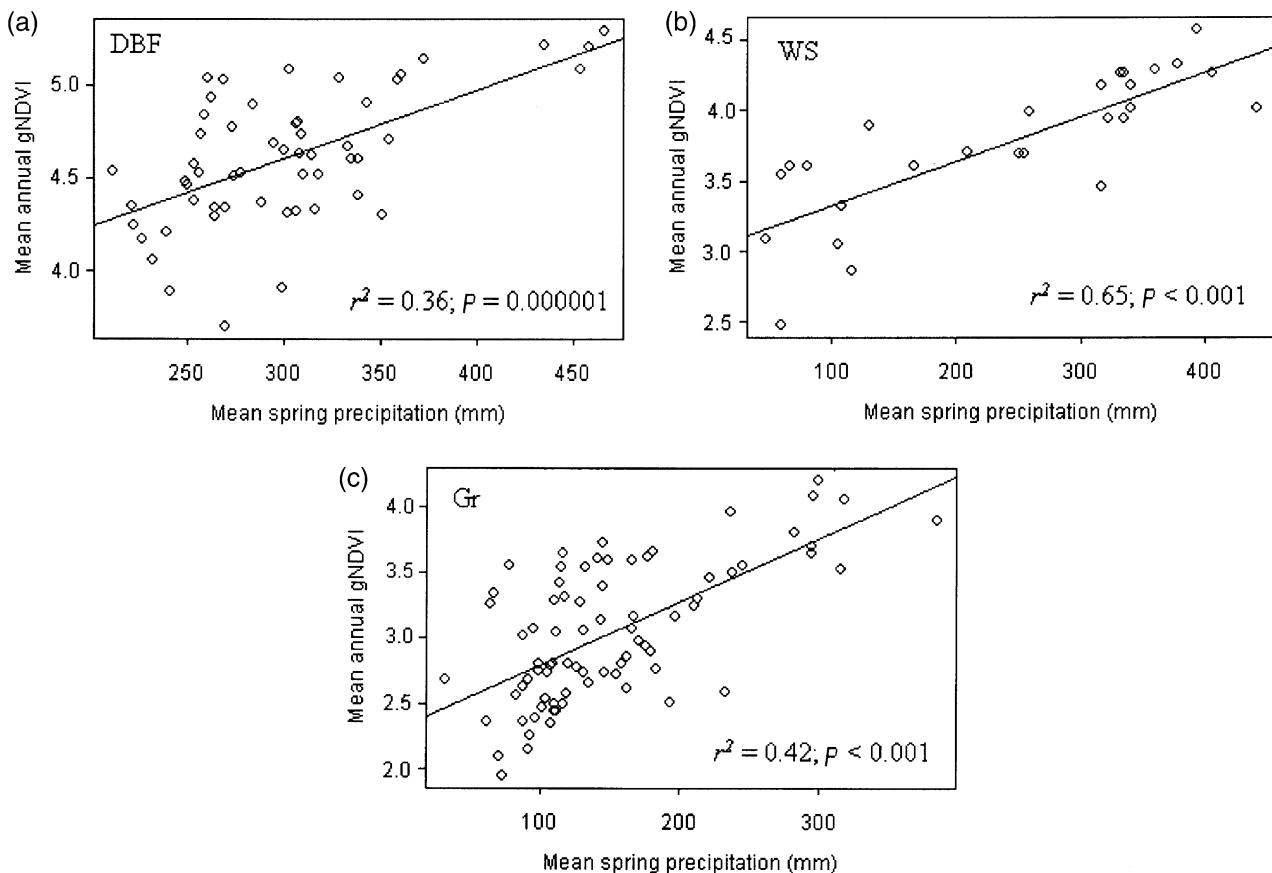 (a)
DBF
Mean annual gNDVI
5.0
4.5
4.0
r² = 0.36; P = 0.000001
250 300 350 400 450
Mean spring precipitation (mm)
(b)
WS
Mean annual gNDVI
4.5
4.0
3.5
3.0
2.5
r² = 0.65; P < 0.001
100 200 300 400
Mean spring precipitation (mm)
(c)
Gr
Mean annual gNDVI
4.0
3.5
3.0
2.5
2.0
r² = 0.42; P < 0.001
100 200 300
Mean spring precipitation (mm)